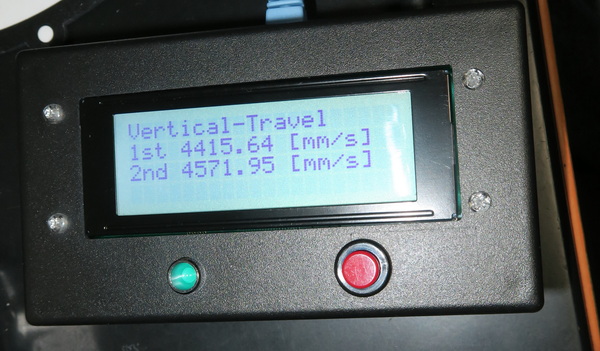 Vertical-Travel
1st 4415.64 [mm/s]
2nd 4571.95 [mm/s]